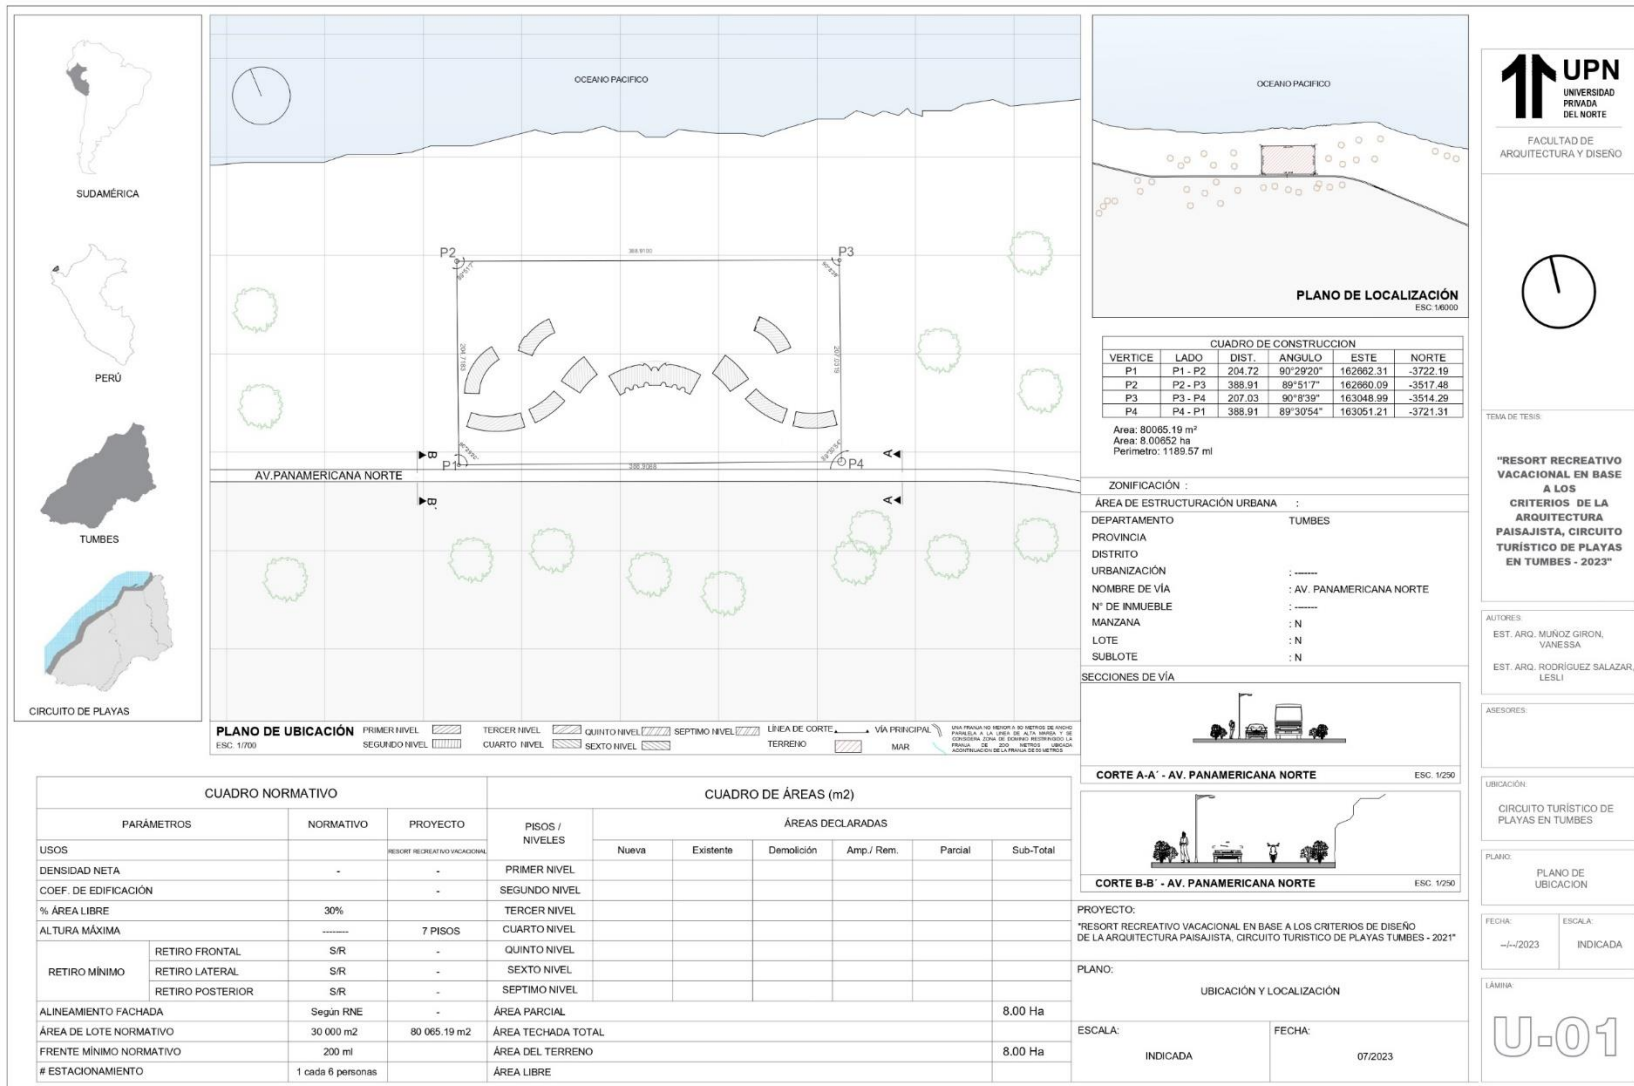 SUDAMÉRICA
PERÚ
TUMBES
CIRCUITO DE PLAYAS
OCEANO PACIFICO
P2
P3
P1
P4
204.7183
207.0319
B
B´
A
A
AV.PANAMERICANA NORTE
PLANO DE UBICACIÓN
ESC. 1/700
PRIMER NIVEL
SEGUNDO NIVEL
TERCER NIVEL
CUARTO NIVEL
QUINTO NIVEL
SEXTO NIVEL
SEPTIMO NIVEL
LÍNEA DE CORTE
TERRENO
VÍA PRINCIPAL
MAR
OCEANO PACIFICO
PLANO DE LOCALIZACIÓN
ESC.1/6000
CUADRO DE CONSTRUCCION
VERTICE LADO DIST. ANGULO ESTE NORTE
P1 P1 - P2 204.72 90°29'20" 162662.31 -3722.19
P2 P2 - P3 388.91 89°51'7" 162660.09 -3517.48
P3 P3 - P4 207.03 90°8'39" 163048.99 -3514.29
P4 P4 - P1 388.91 89°30'54" 163051.21 -3721.31
Area: 80065.19 m²
Area: 8.00652 ha
Perimetro: 1189.57 ml
ZONIFICACIÓN :
ÁREA DE ESTRUCTURACIÓN URBANA :
DEPARTAMENTO TUMBES
PROVINCIA
DISTRITO
URBANIZACIÓN : -------
NOMBRE DE VÍA : AV. PANAMERICANA NORTE
N° DE INMUEBLE : -------
MANZANA : N
LOTE : N
SUBLOTE : N
SECCIONES DE VÍA
CORTE A-A´ - AV. PANAMERICANA NORTE ESC. 1/250
CORTE B-B´ - AV. PANAMERICANA NORTE ESC. 1/250
PROYECTO:
"RESORT RECREATIVO VACACIONAL EN BASE A LOS CRITERIOS DE DISEÑO
DE LA ARQUITECTURA PAISAJISTA, CIRCUITO TURISTICO DE PLAYAS TUMBES - 2021"
PLANO:
UBICACIÓN Y LOCALIZACIÓN
ESCALA:
INDICADA
FECHA:
07/2023
CUADRO NORMATIVO
PARÁMETROS NORMATIVO PROYECTO
USOS RESORT RECREATIVO VACACIONAL
DENSIDAD NETA - -
COEF. DE EDIFICACIÓN -
% ÁREA LIBRE 30%
ALTURA MÁXIMA -------- 7 PISOS
RETIRO MÍNIMO
RETIRO FRONTAL S/R -
RETIRO LATERAL S/R -
RETIRO POSTERIOR S/R -
ALINEAMIENTO FACHADA Según RNE -
ÁREA DE LOTE NORMATIVO 30 000 m2 80 065.19 m2
FRENTE MÍNIMO NORMATIVO 200 ml
# ESTACIONAMIENTO 1 cada 6 personas
CUADRO DE ÁREAS (m2)
PISOS /
NIVELES
ÁREAS DECLARADAS
Nueva Existente Demolición Amp./ Rem. Parcial Sub-Total
PRIMER NIVEL
SEGUNDO NIVEL
TERCER NIVEL
CUARTO NIVEL
QUINTO NIVEL
SEXTO NIVEL
SEPTIMO NIVEL
ÁREA PARCIAL 8.00 Ha
ÁREA TECHADA TOTAL
ÁREA DEL TERRENO 8.00 Ha
ÁREA LIBRE
UPN
UNIVERSIDAD
PRIVADA
DEL NORTE
FACULTAD DE
ARQUITECTURA Y DISEÑO
TEMA DE TESIS:
"RESORT RECREATIVO
VACACIONAL EN BASE
A LOS
CRITERIOS DE LA
ARQUITECTURA
PAISAJISTA, CIRCUITO
TURÍSTICO DE PLAYAS
EN TUMBES - 2023"
AUTORES:
EST. ARQ. MUÑOZ GIRON,
VANESSA
EST. ARQ. RODRÍGUEZ SALAZAR,
LESLI
ASESORES:
UBICACIÓN:
CIRCUITO TURÍSTICO DE
PLAYAS EN TUMBES
PLANO:
PLANO DE
UBICACION
FECHA:
--/--/2023
ESCALA:
INDICADA
LÁMINA:
U-01